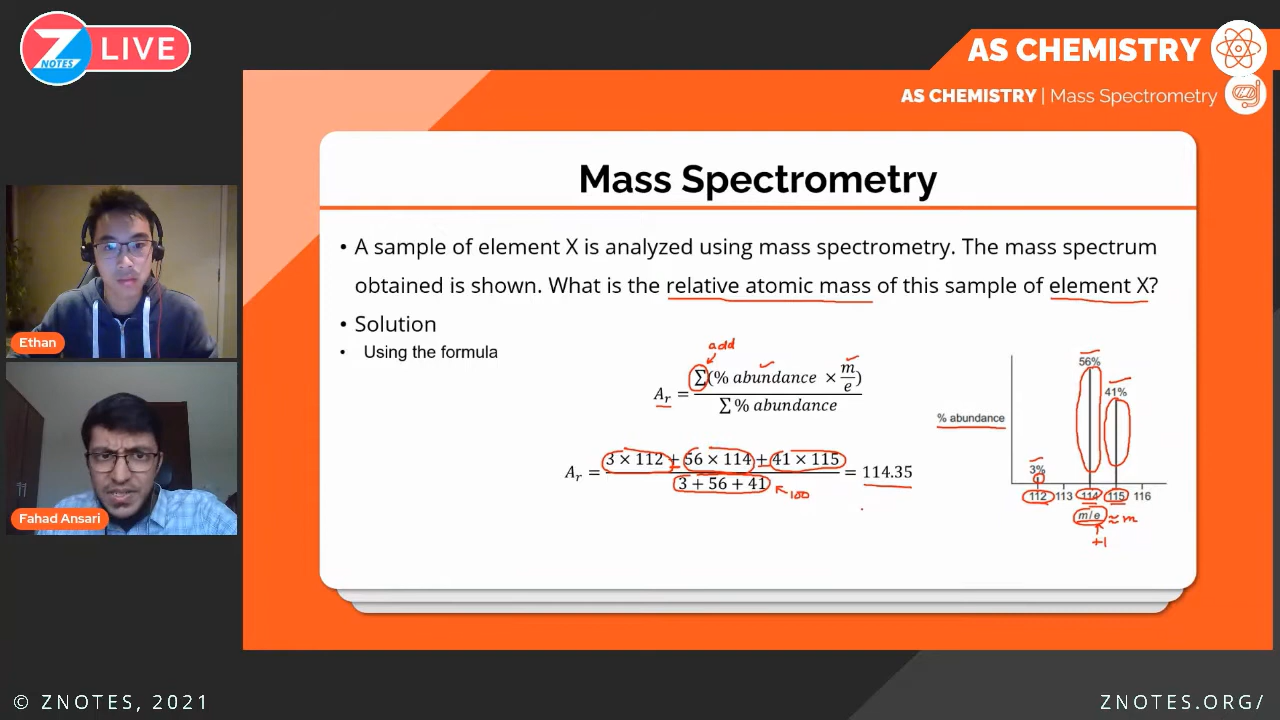 Z NOTES LIVE
AS CHEMISTRY
AS CHEMISTRY | Mass Spectrometry
Mass Spectrometry
• A sample of element X is analyzed using mass spectrometry. The mass spectrum
obtained is shown. What is the relative atomic mass of this sample of element X?
• Solution
• Using the formula
add
A_r = ∑(% abundance × m/e) / ∑ % abundance
A_r = (3 × 112 + 56 × 114 + 41 × 115) / (3 + 56 + 41) = 114.35
100
56%
41%
% abundance
3%
112 113 114 115 116
m/e ≈ m
+1
Ethan
Fahad Ansari
© ZNOTES, 2021
ZNOTES.ORG/